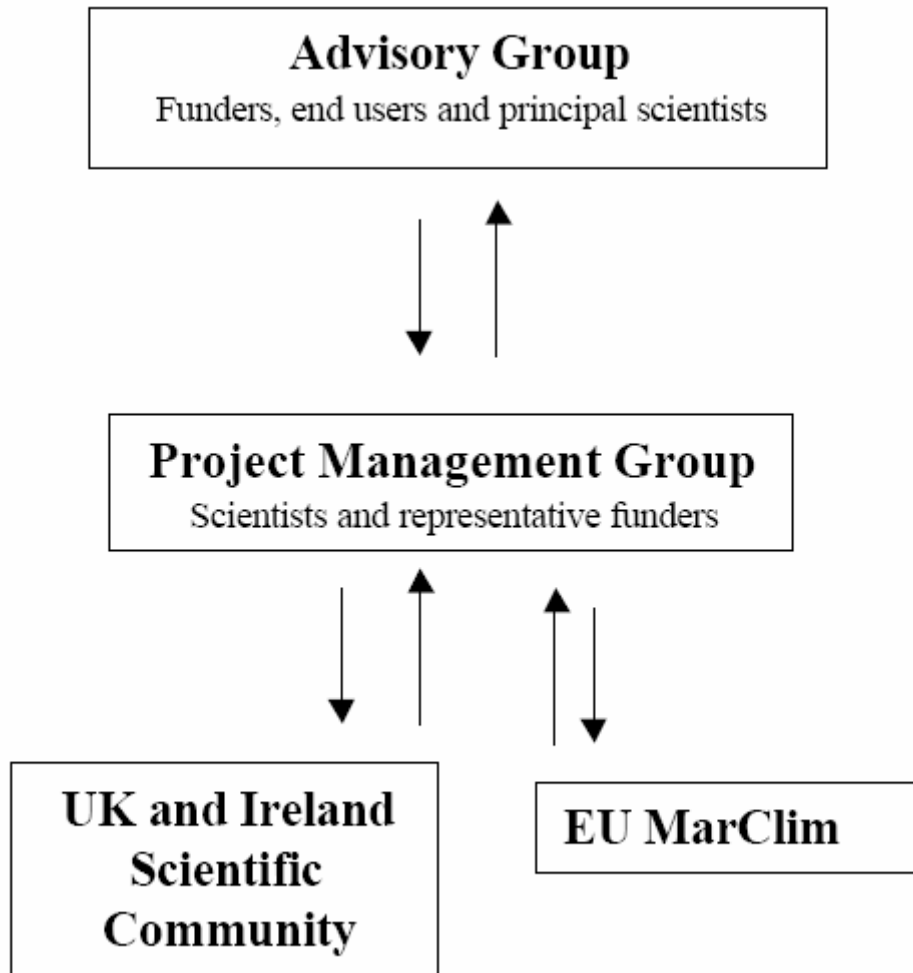 Advisory Group
Funders, end users and principal scientists
Project Management Group
Scientists and representative funders
UK and Ireland
Scientific
Community
EU MarClim